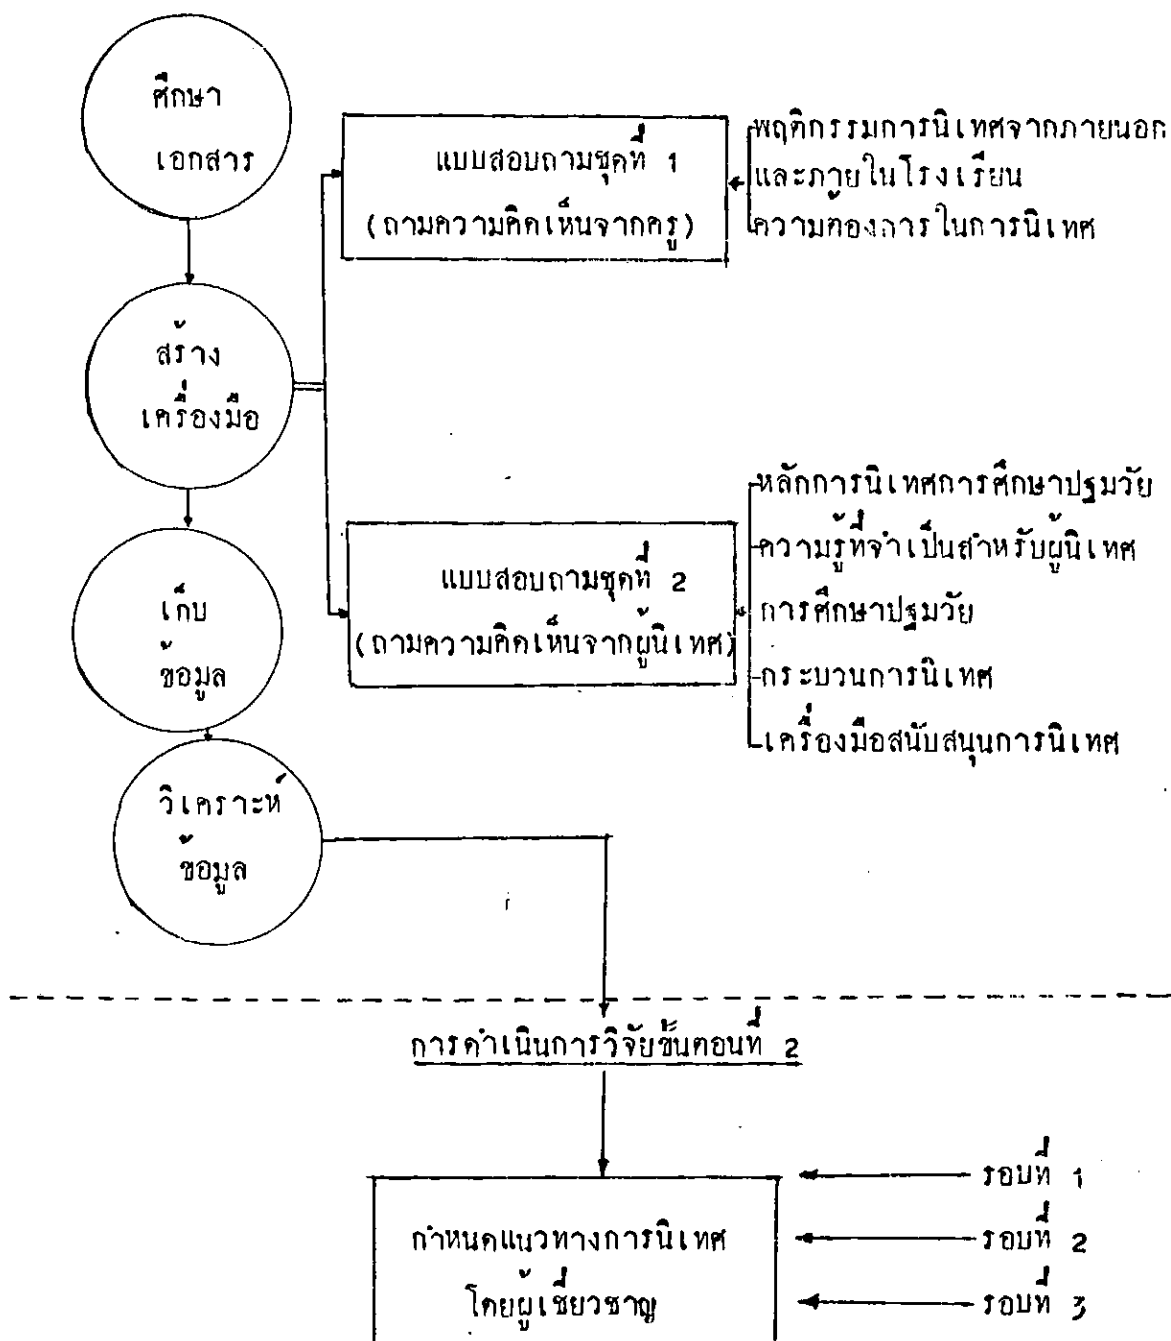 ศึกษา
เอกสาร
แบบสอบถามชุดที่ 1
(ถามความคิดเห็นจากครู)
พฤติกรรมการนิเทศจากภายนอก
และภายในโรงเรียน
ความต้องการในการนิเทศ
สร้าง
เครื่องมือ
แบบสอบถามชุดที่ 2
(ถามความคิดเห็นจากผู้นิเทศ)
หลักการนิเทศการศึกษาปฐมวัย
ความรู้ที่จำเป็นสำหรับผู้นิเทศ
การศึกษาปฐมวัย
กระบวนการนิเทศ
เครื่องมือสนับสนุนการนิเทศ
เก็บ
ข้อมูล
วิเคราะห์
ข้อมูล
การดำเนินการวิจัยขั้นตอนที่ 2
กำหนดแนวทางการนิเทศ
โดยผู้เชี่ยวชาญ
รอบที่ 1
รอบที่ 2
รอบที่ 3